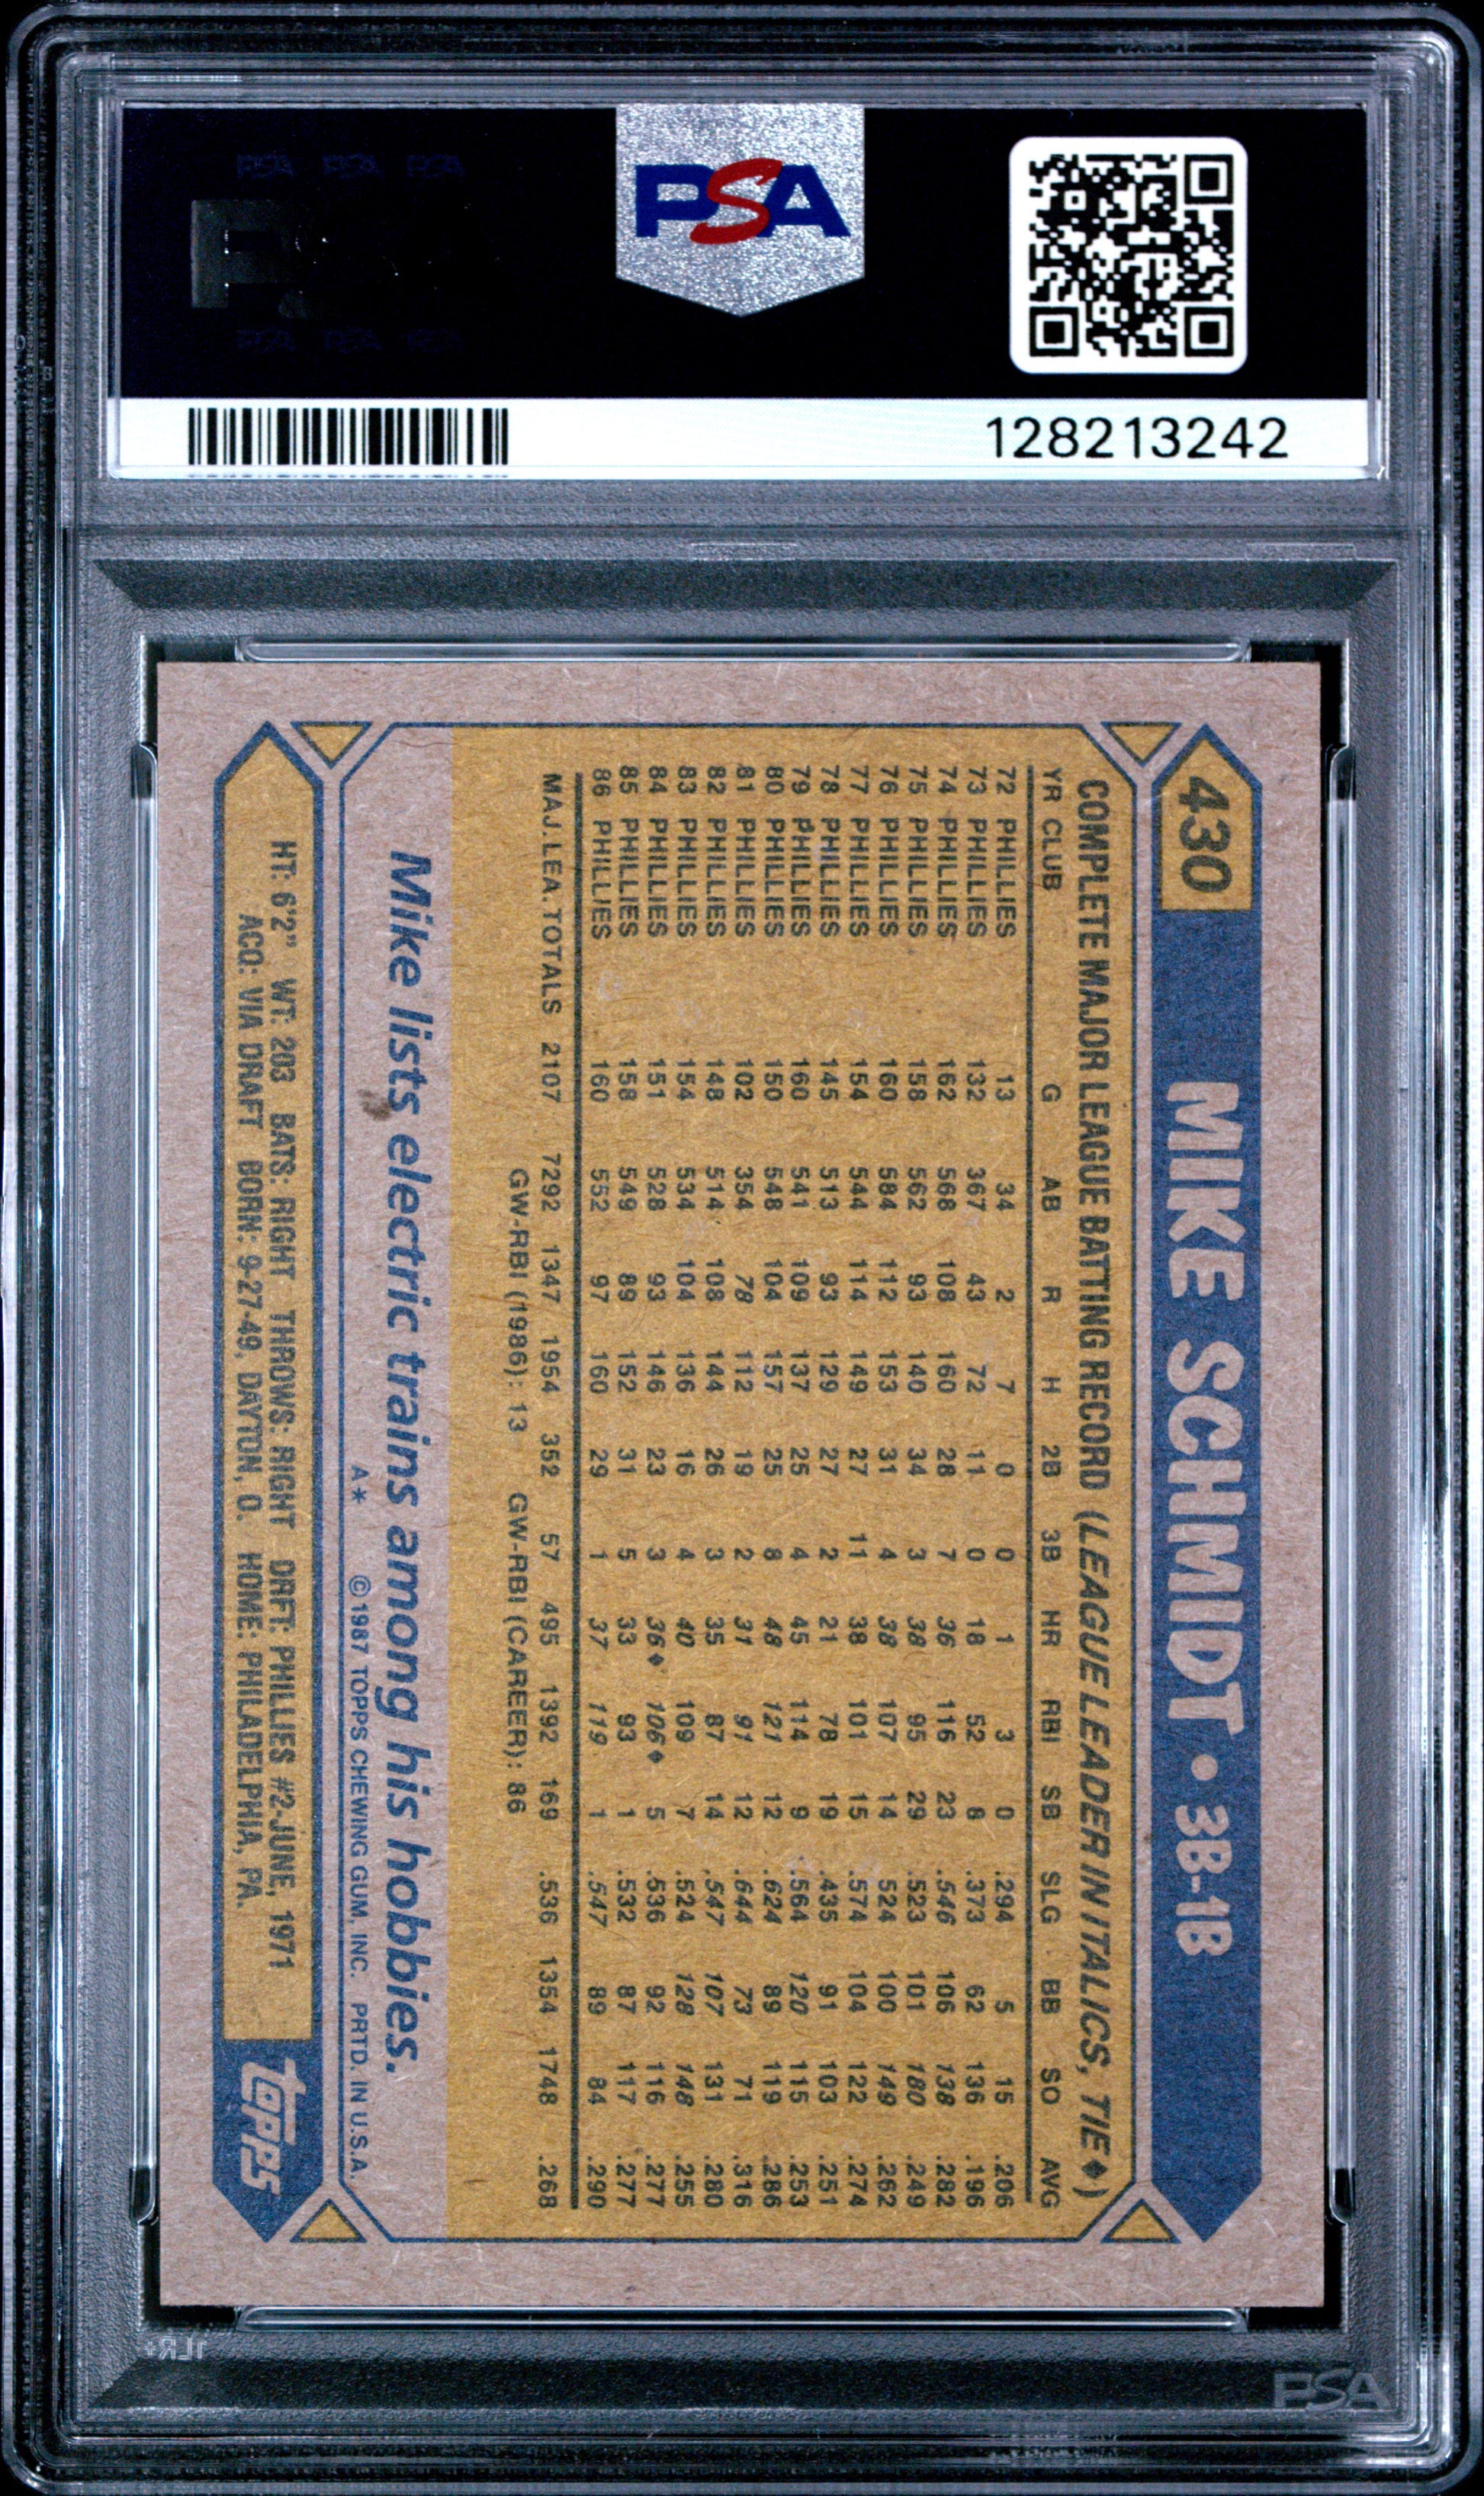 PSA
128213242
430
MIKE SCHMIDT • 3B-1B
COMPLETE MAJOR LEAGUE BATTING RECORD (LEAGUE LEADER IN ITALICS, TIE ♦)
YR CLUB G AB R H 2B 3B HR RBI SB SLG BB SO AVG
72 PHILLIES 13 34 2 7 0 0 1 3 0 .294 5 15 .206
73 PHILLIES 132 367 43 72 11 0 18 52 8 .373 62 136 .196
74 PHILLIES 162 568 108 160 28 7 36 116 23 .546 106 138 .282
75 PHILLIES 158 562 93 140 34 3 38 95 29 .523 101 180 .249
76 PHILLIES 160 584 112 153 31 4 38 107 14 .524 100 149 .262
77 PHILLIES 154 544 114 149 27 11 38 101 15 .574 104 122 .274
78 PHILLIES 145 513 93 129 27 2 21 78 19 .435 91 103 .251
79 PHILLIES 160 541 109 137 25 4 45 114 9 .564 120 115 .253
80 PHILLIES 150 548 104 157 25 8 48 121 12 .624 89 119 .286
81 PHILLIES 102 354 78 112 19 2 31 91 12 .644 73 71 .316
82 PHILLIES 148 514 108 144 26 3 35 87 14 .547 107 131 .280
83 PHILLIES 154 534 104 136 16 4 40 109 7 .524 128 148 .255
84 PHILLIES 151 528 93 146 23 3 36♦ 106♦ 5 .536 92 116 .277
85 PHILLIES 158 549 89 152 31 5 33 93 1 .532 87 117 .277
86 PHILLIES 160 552 97 160 29 1 37 119 1 .547 89 84 .290
MAJ.LEA.TOTALS 2107 7292 1347 1954 352 57 495 1392 169 .536 1354 1748 .268
GW-RBI (1986): 13 GW-RBI (CAREER): 86
Mike lists electric trains among his hobbies.
A* ©1987 TOPPS CHEWING GUM, INC. PRTD. IN U.S.A.
HT: 6'2" WT: 203 BATS: RIGHT THROWS: RIGHT DRFT: PHILLIES #2-JUNE, 1971
ACQ: VIA DRAFT BORN: 9-27-49, DAYTON, O. HOME: PHILADELPHIA, PA.
topps
PSA